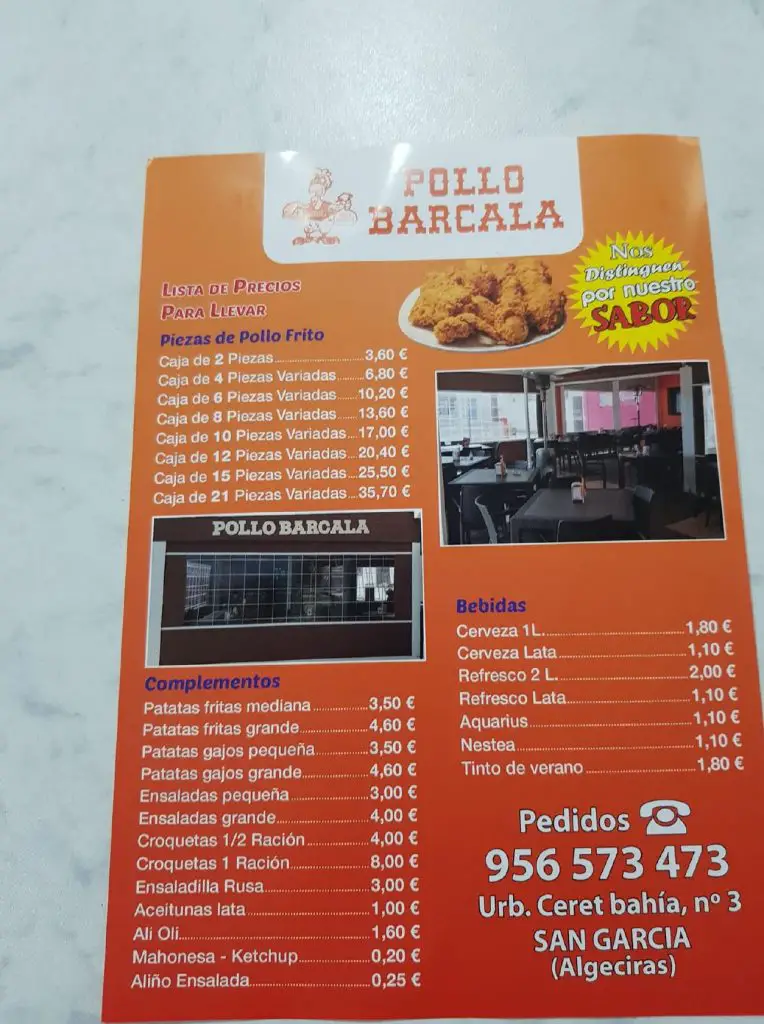 POLLO
BARCALA
Nos
Distinguen
por nuestro
SABOR
LISTA DE PRECIOS
PARA LLEVAR
Piezas de Pollo Frito
Caja de 2 Piezas.....................3,60 €
Caja de 4 Piezas Variadas........6,80 €
Caja de 6 Piezas Variadas......10,20 €
Caja de 8 Piezas Variadas......13,60 €
Caja de 10 Piezas Variadas...17,00 €
Caja de 12 Piezas Variadas...20,40 €
Caja de 15 Piezas Variadas...25,50 €
Caja de 21 Piezas Variadas...35,70 €
POLLO BARCALA
Complementos
Patatas fritas mediana.............3,50 €
Patatas fritas grande................4,60 €
Patatas gajos pequeña............3,50 €
Patatas gajos grande...............4,60 €
Ensaladas pequeña..................3,00 €
Ensaladas grande.....................4,00 €
Croquetas 1/2 Ración...............4,00 €
Croquetas 1 Ración..................8,00 €
Ensaladilla Rusa.......................3,00 €
Aceitunas lata...........................1,00 €
Ali Oli........................................1,60 €
Mahonesa - Ketchup................0,20 €
Aliño Ensalada..........................0,25 €
Bebidas
Cerveza 1L................................1,80 €
Cerveza Lata.............................1,10 €
Refresco 2 L..............................2,00 €
Refresco Lata............................1,10 €
Aquarius....................................1,10 €
Nestea.......................................1,10 €
Tinto de verano.........................1,80 €
Pedidos
956 573 473
Urb. Ceret bahía, nº 3
SAN GARCIA
(Algeciras)